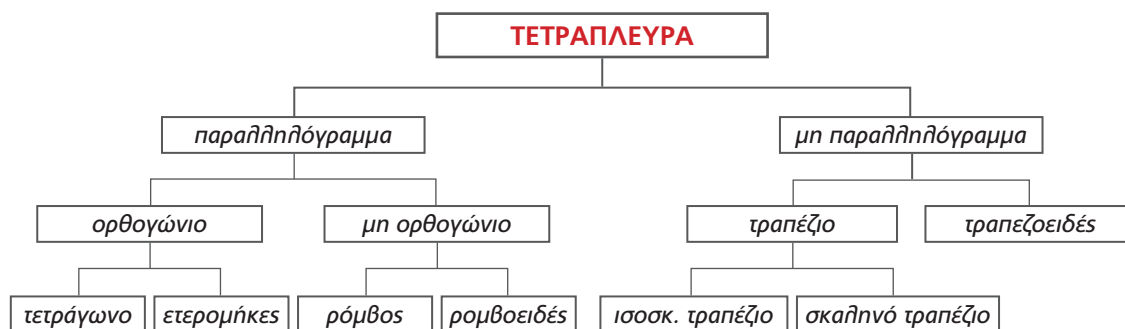 ΤΕΤΡΑΠΛΕΥΡΑ
παραλληλόγραμμα
μη παραλληλόγραμμα
ορθογώνιο
μη ορθογώνιο
τραπέζιο
τραπεζοειδές
τετράγωνο
ετερομήκες
ρόμβος
ρομβοειδές
ισοσκ. τραπέζιο
σκαληνό τραπέζιο